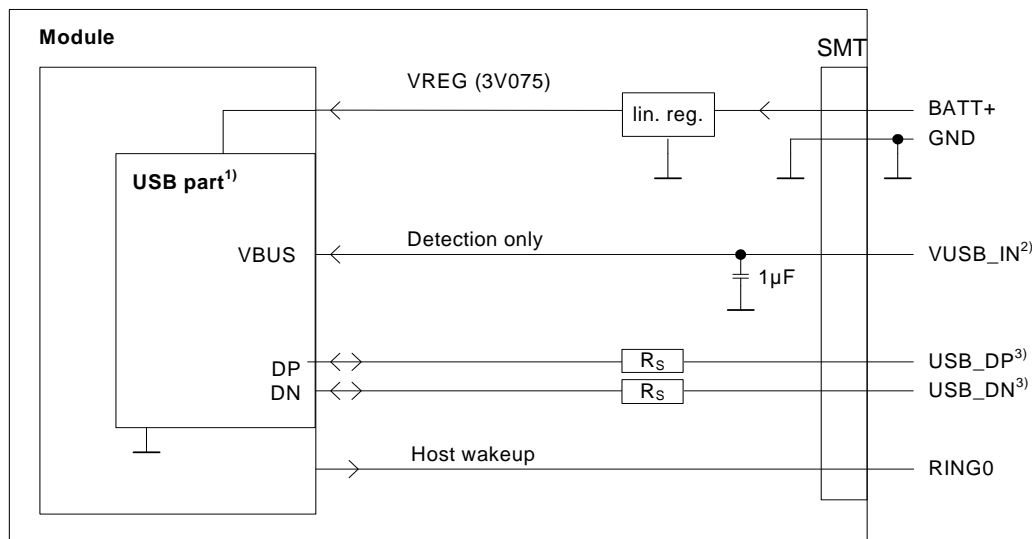 Module
SMT
VREG (3V075)
lin. reg.
BATT+
GND
USB part1)
VBUS
Detection only
VUSB_IN2)
1µF
DP
RS
USB_DP3)
DN
RS
USB_DN3)
Host wakeup
RING0